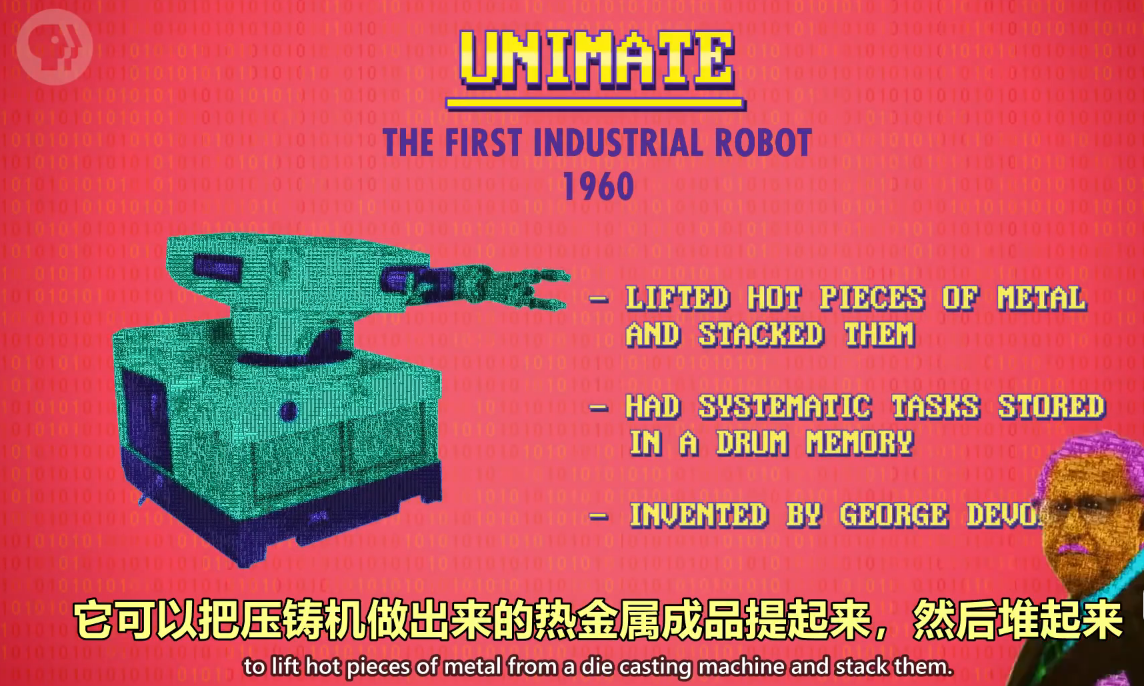 UNIMATE
THE FIRST INDUSTRIAL ROBOT
1960
- LIFTED HOT PIECES OF METAL
AND STACKED THEM
- HAD SYSTEMATIC TASKS STORED
IN A DRUM MEMORY
- INVENTED BY GEORGE DEVO
它可以把压铸机做出来的热金属成品提起来，然后堆起来
to lift hot pieces of metal from a die casting machine and stack them.